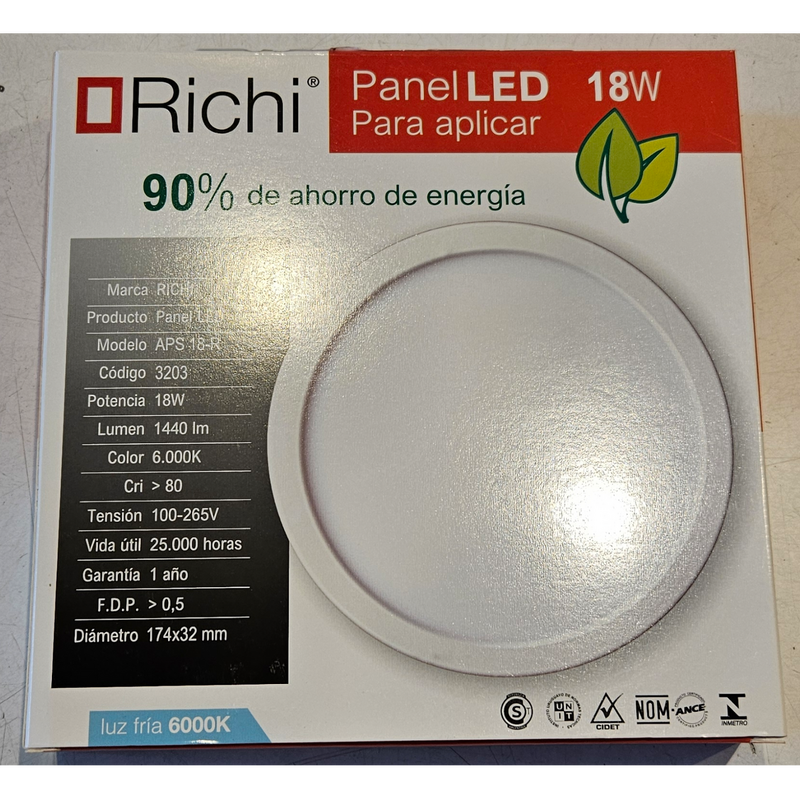 Richi®
Panel LED 18W
Para aplicar
90% de ahorro de energía
Marca RICHI
Producto Panel
Modelo APS 18-R
Código 3203
Potencia 18W
Lumen 1440 lm
Color 6.000K
Cri > 80
Tensión 100-265V
Vida útil 25.000 horas
Garantía 1 año
F.D.P. > 0,5
Diámetro 174x32 mm
luz fría 6000K
S
UNIT
CIDET
NOM-ANCE
INMETRO